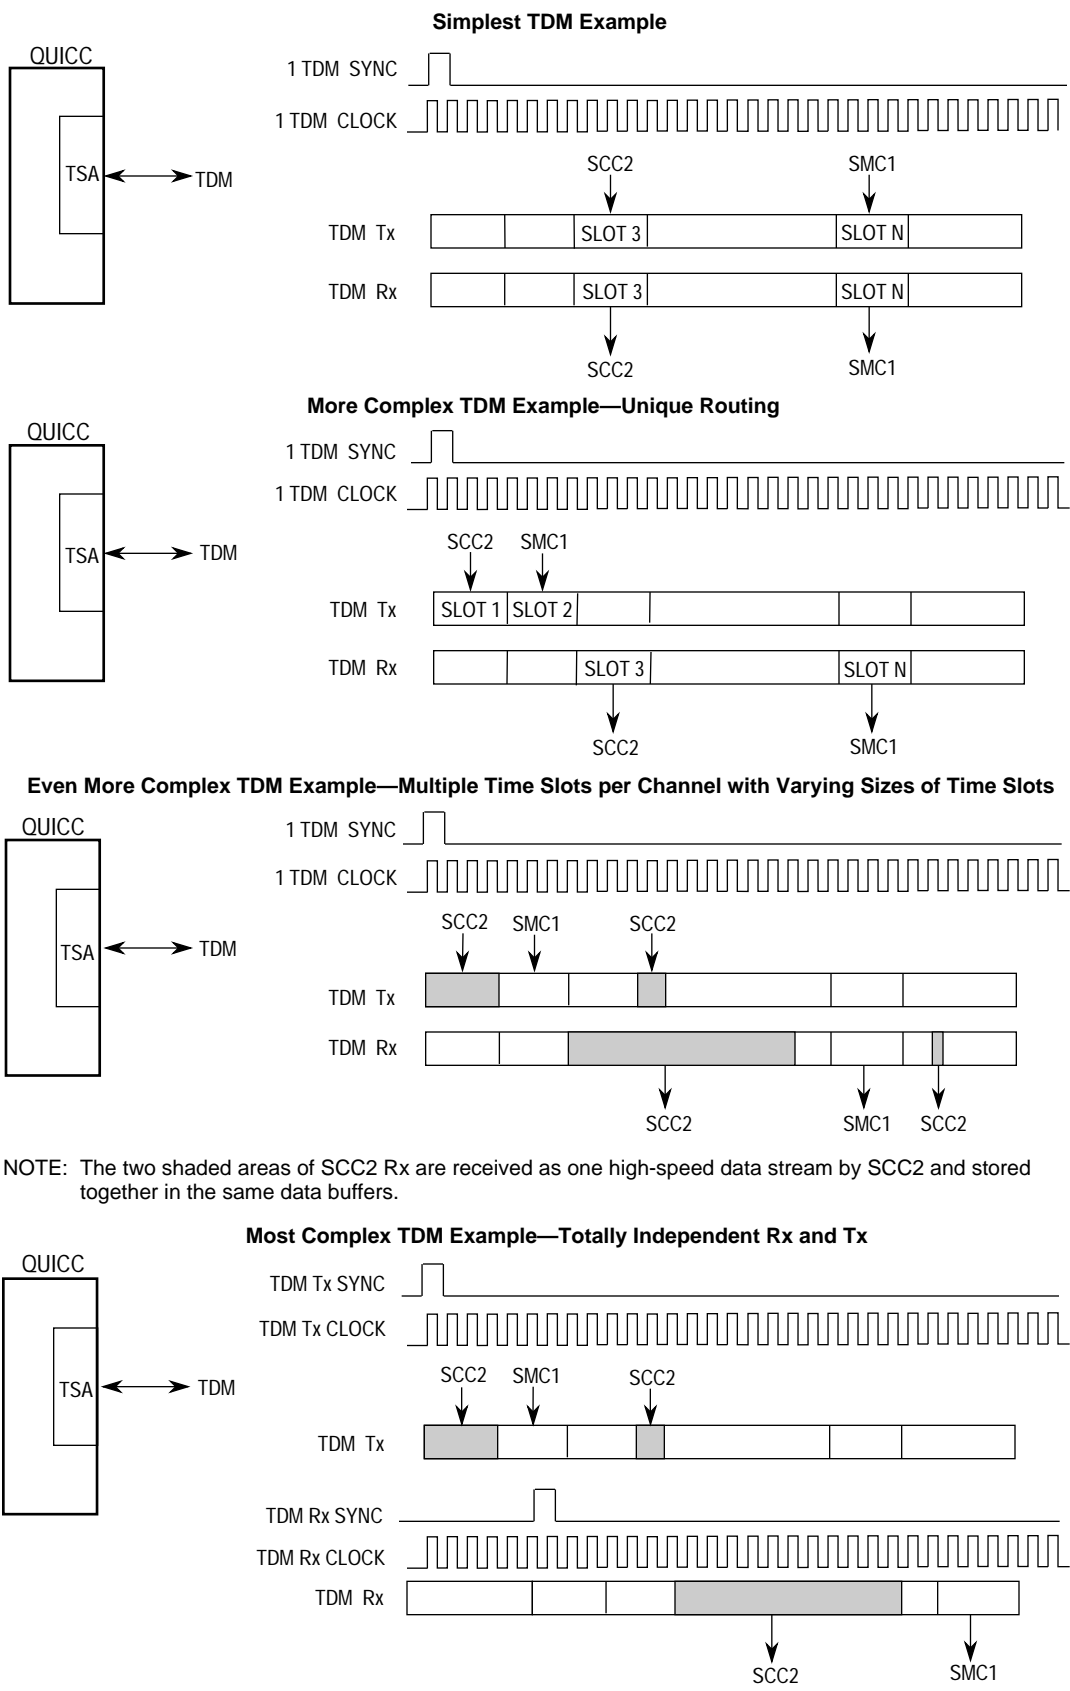 Simplest TDM Example
QUICC
1 TDM SYNC
1 TDM CLOCK
TSA
TDM
SCC2
SMC1
TDM Tx
SLOT 3
SLOT N
TDM Rx
SLOT 3
SLOT N
SCC2
SMC1
More Complex TDM Example—Unique Routing
QUICC
1 TDM SYNC
1 TDM CLOCK
TSA
TDM
SCC2
SMC1
TDM Tx
SLOT 1
SLOT 2
TDM Rx
SLOT 3
SLOT N
SCC2
SMC1
Even More Complex TDM Example—Multiple Time Slots per Channel with Varying Sizes of Time Slots
QUICC
1 TDM SYNC
1 TDM CLOCK
TSA
TDM
SCC2
SMC1
SCC2
TDM Tx
TDM Rx
SCC2
SMC1
SCC2
NOTE: The two shaded areas of SCC2 Rx are received as one high-speed data stream by SCC2 and stored
together in the same data buffers.
Most Complex TDM Example—Totally Independent Rx and Tx
QUICC
TDM Tx SYNC
TDM Tx CLOCK
TSA
TDM
SCC2
SMC1
SCC2
TDM Tx
TDM Rx SYNC
TDM Rx CLOCK
TDM Rx
SCC2
SMC1